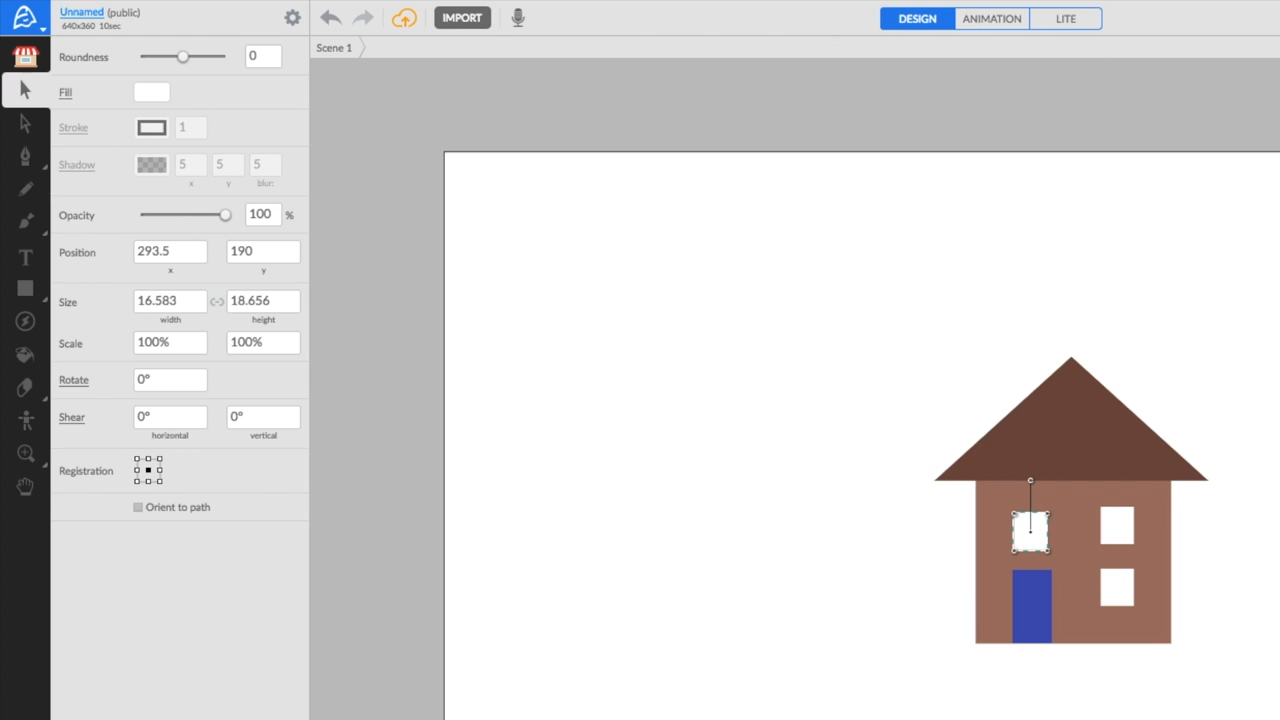 Unnamed (public)
640x360 10sec
IMPORT
DESIGN
ANIMATION
LITE
Scene 1
Roundness
0
Fill
Stroke
1
Shadow
5
5
5
x
y
blur:
Opacity
100
%
Position
293.5
190
x
y
Size
16.583
18.656
width
height
Scale
100%
100%
Rotate
0°
Shear
0°
0°
horizontal
vertical
Registration
Orient to path
T